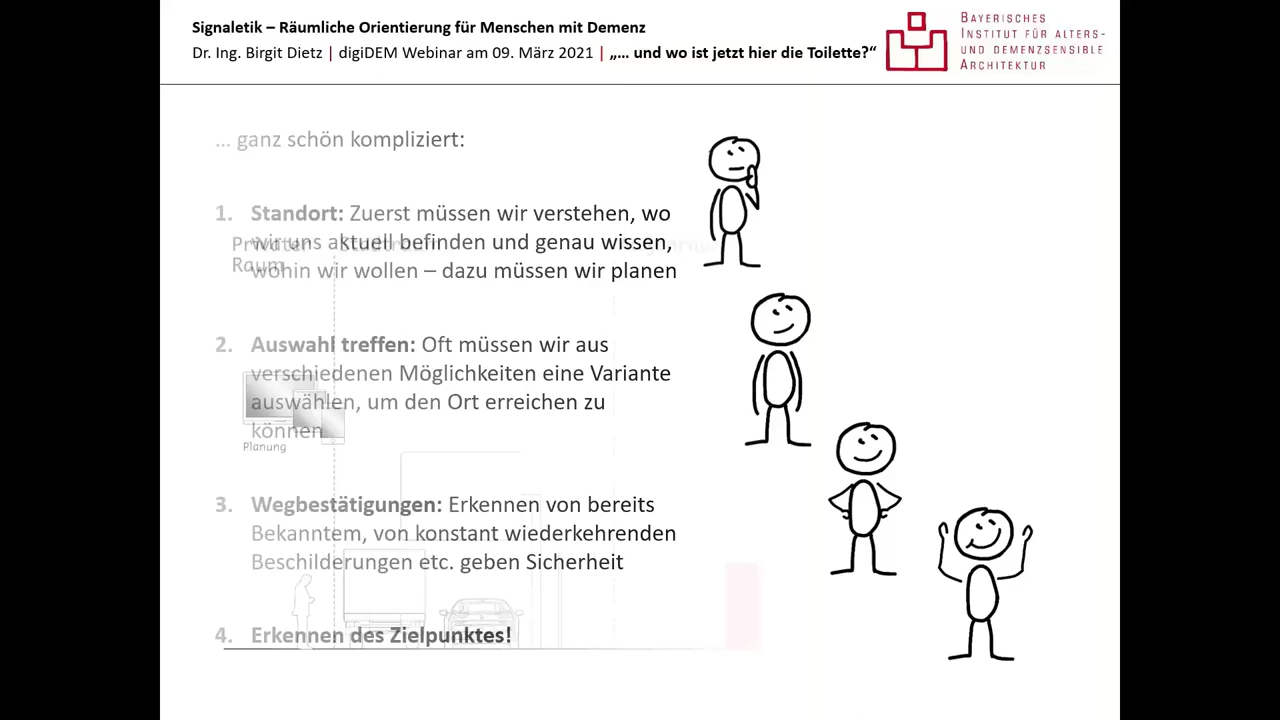 Signaletik – Räumliche Orientierung für Menschen mit Demenz
Dr. Ing. Birgit Dietz | digiDEM Webinar am 09. März 2021 | „… und wo ist jetzt hier die Toilette?“
BAYERISCHES
INSTITUT FÜR ALTERS-
UND DEMENZSENSIBLE
ARCHITEKTUR
… ganz schön kompliziert:
1. Standort: Zuerst müssen wir verstehen, wo
wir uns aktuell befinden und genau wissen,
wohin wir wollen – dazu müssen wir planen
Privater
Raum
2. Auswahl treffen: Oft müssen wir aus
verschiedenen Möglichkeiten eine Variante
auswählen, um den Ort erreichen zu
können
Planung
3. Wegbestätigungen: Erkennen von bereits
Bekanntem, von konstant wiederkehrenden
Beschilderungen etc. geben Sicherheit
4. Erkennen des Zielpunktes!